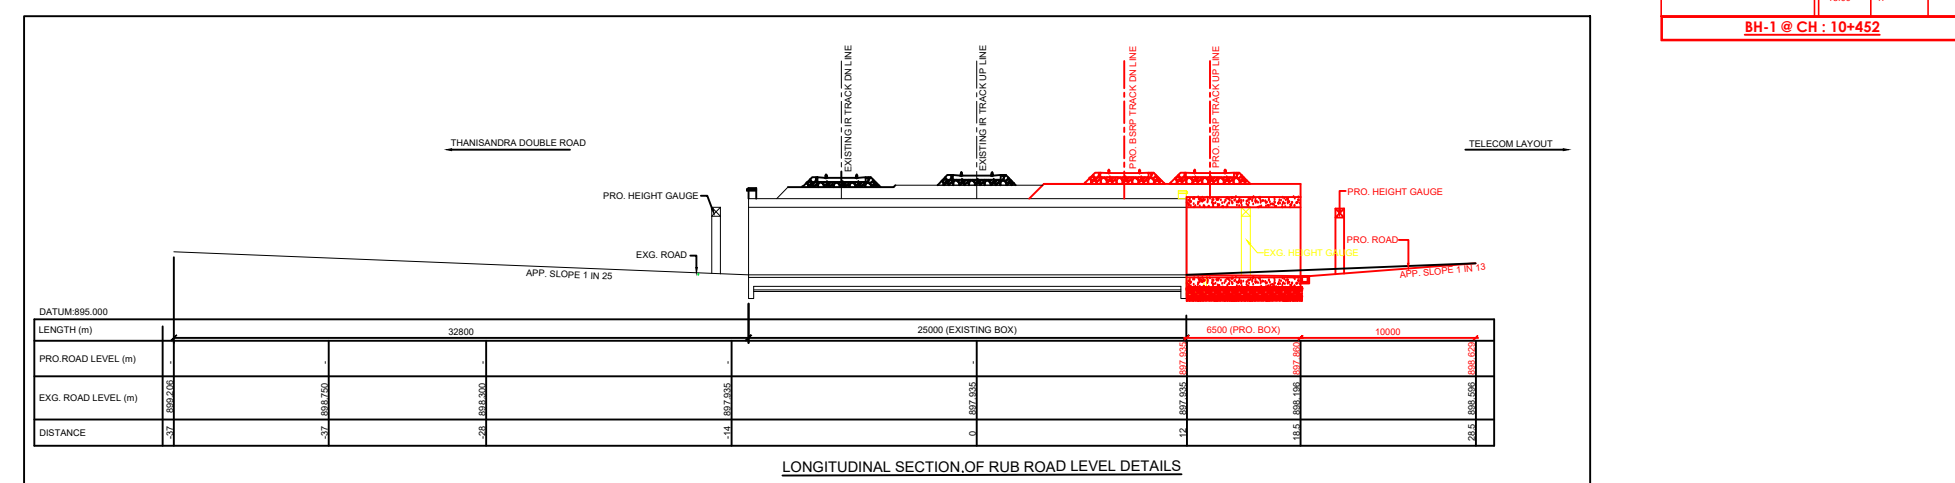 BH-1 @ CH : 10+452
EXISTING IR TRACK DN LINE
EXISTING IR TRACK UP LINE
PRO. BSRP TRACK DN LINE
PRO. BSRP TRACK UP LINE
THANISANDRA DOUBLE ROAD
TELECOM LAYOUT
PRO. HEIGHT GAUGE
PRO. HEIGHT GAUGE
EXG. ROAD
EXG. HEIGHT GAUGE
PRO. ROAD
APP. SLOPE 1 IN 25
APP. SLOPE 1 IN 13
DATUM:895.000
LENGTH (m) 32800 25000 (EXISTING BOX) 6500 (PRO. BOX) 10000
PRO.ROAD LEVEL (m) - - - - - 897.935 897.860 898.629
EXG. ROAD LEVEL (m) 899.206 898.750 898.300 897.935 897.935 897.935 898.196 898.596
DISTANCE -37 -37 -28 -14 0 12 18.5 28.5
LONGITUDINAL SECTION OF RUB ROAD LEVEL DETAILS